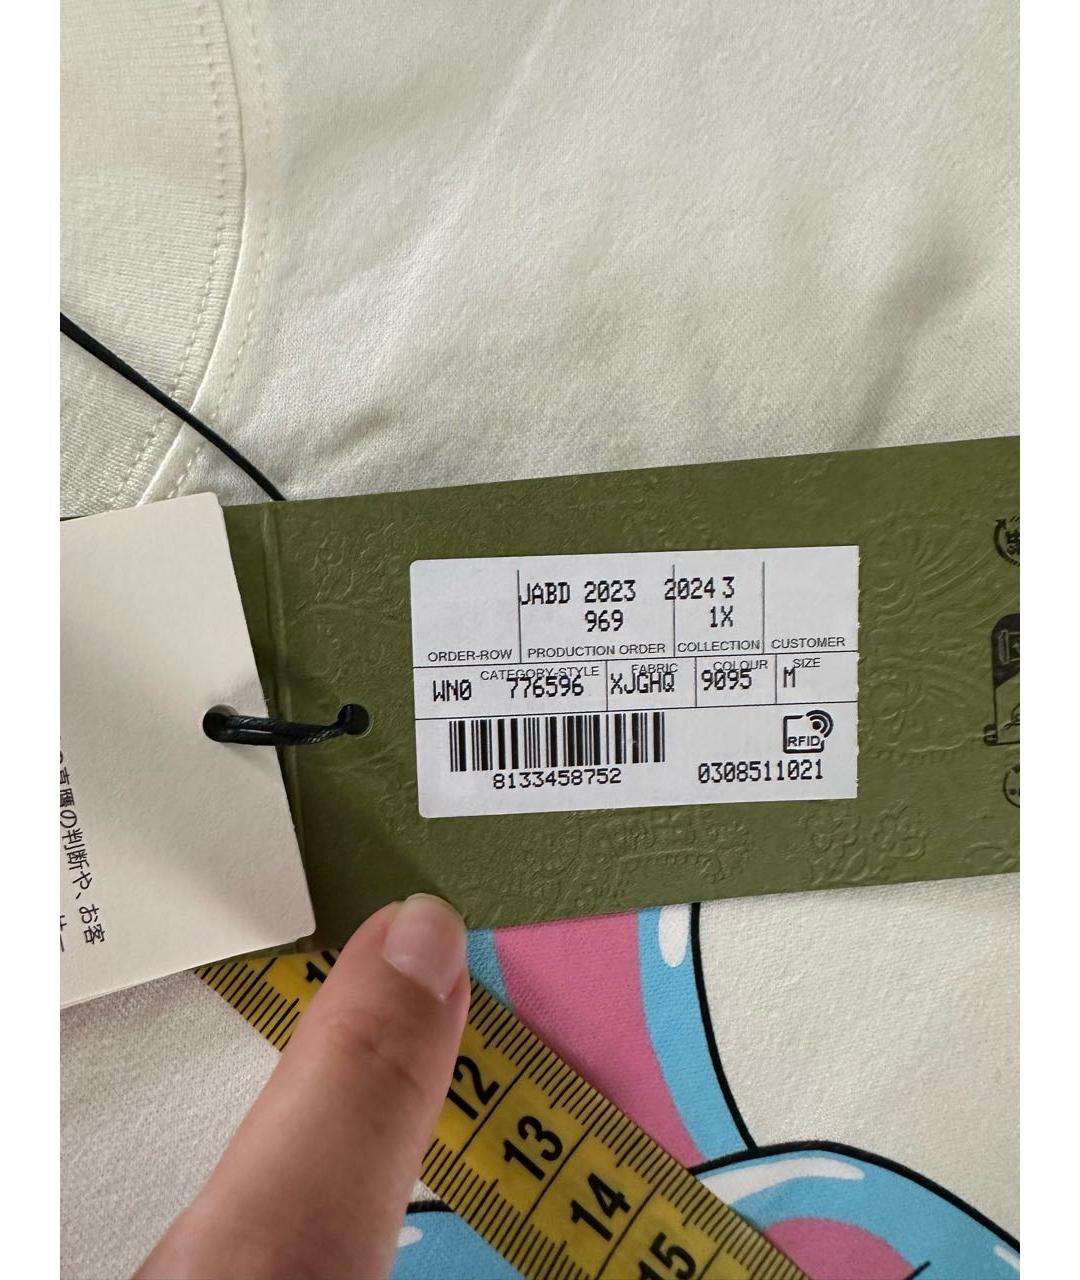 JABD 2023 2024 3
969 1X
ORDER-ROW PRODUCTION ORDER COLLECTION CUSTOMER
CATEGORY-STYLE FABRIC COLOUR SIZE
WN0 776596 XJGHQ 9095 M
RFID
8133458752 0308511021
の判断や、お客
12
13
14
15